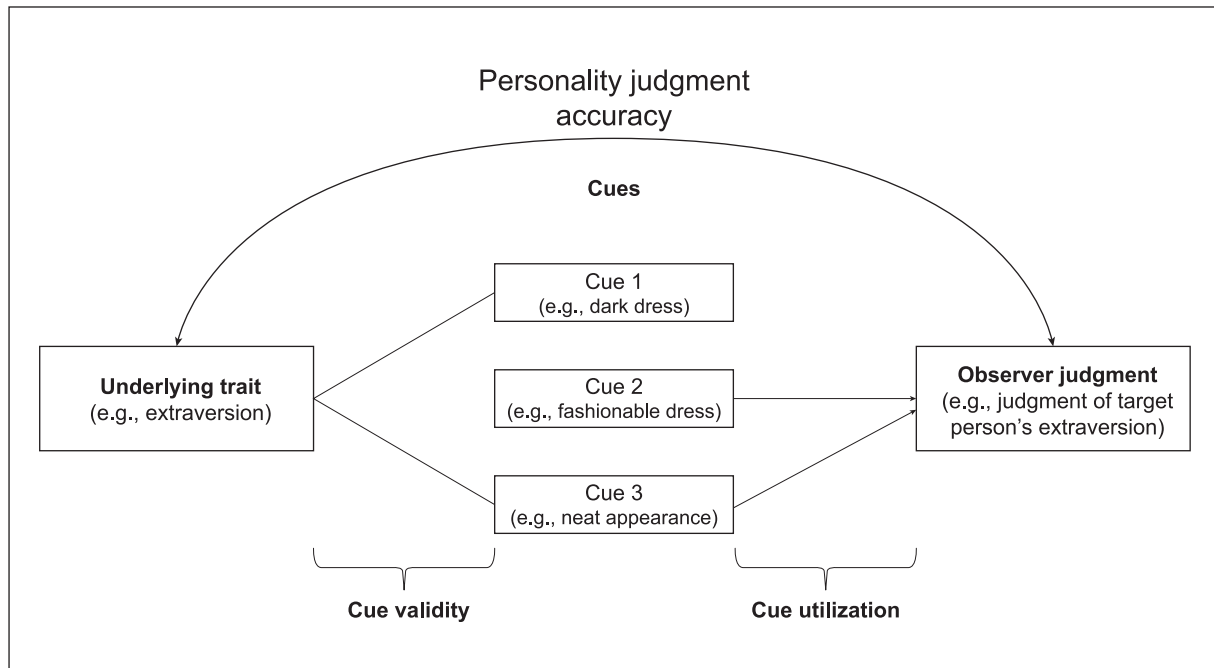 Personality judgment
accuracy
Cues
Cue 1
(e.g., dark dress)
Underlying trait
(e.g., extraversion)
Cue 2
(e.g., fashionable dress)
Observer judgment
(e.g., judgment of target
person's extraversion)
Cue 3
(e.g., neat appearance)
Cue validity
Cue utilization